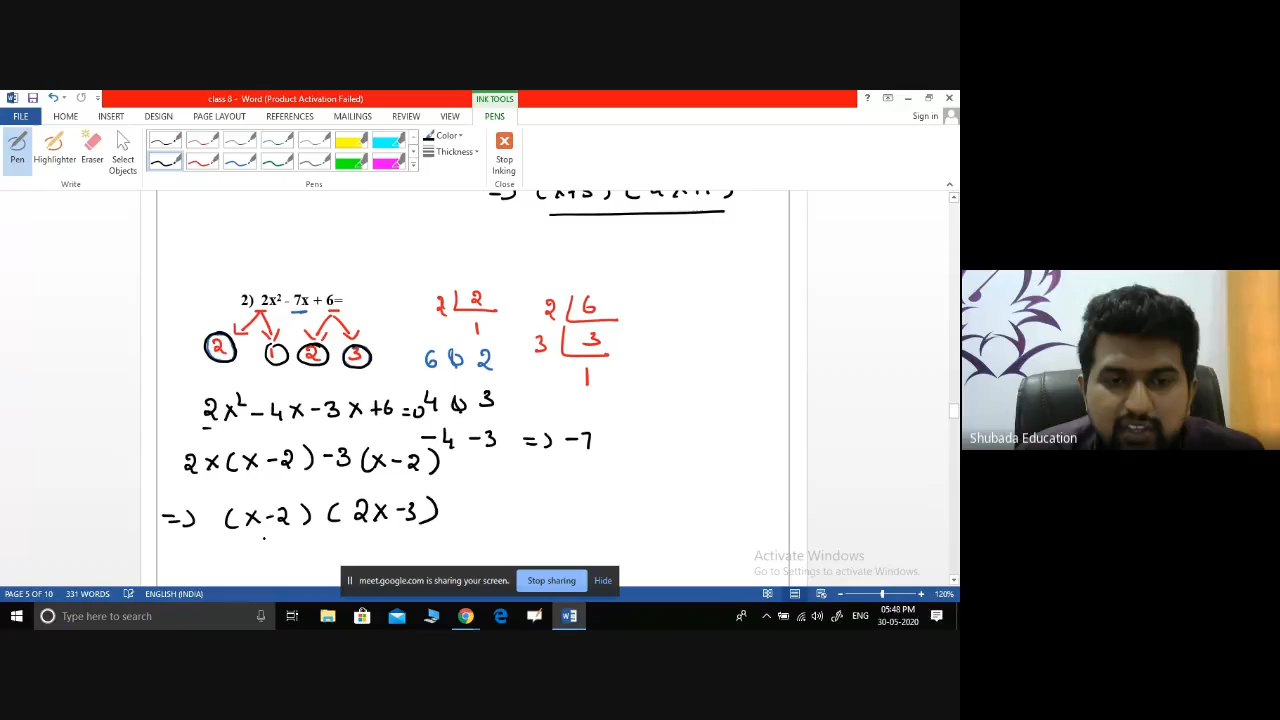 class 8 - Word (Product Activation Failed)
INK TOOLS
Sign in
FILE HOME INSERT DESIGN PAGE LAYOUT REFERENCES MAILINGS REVIEW VIEW PENS
Pen Highlighter Eraser Select Objects
Color
Thickness
Stop Inking
Write Pens Close
2) 2x² - 7x + 6=
2 1 2 3
2 2
1
2 6
3 3
1
6 & 2
2x² - 4x - 3x + 6 = 0
4 & 3
-4 -3 => -7
2x (x - 2) - 3 (x - 2)
=> (x - 2) (2x - 3)
Shubada Education
Activate Windows
Go to Settings to activate Windows.
meet.google.com is sharing your screen. Stop sharing Hide
PAGE 5 OF 10 331 WORDS ENGLISH (INDIA) 120%
Type here to search
ENG
05:48 PM
30-05-2020